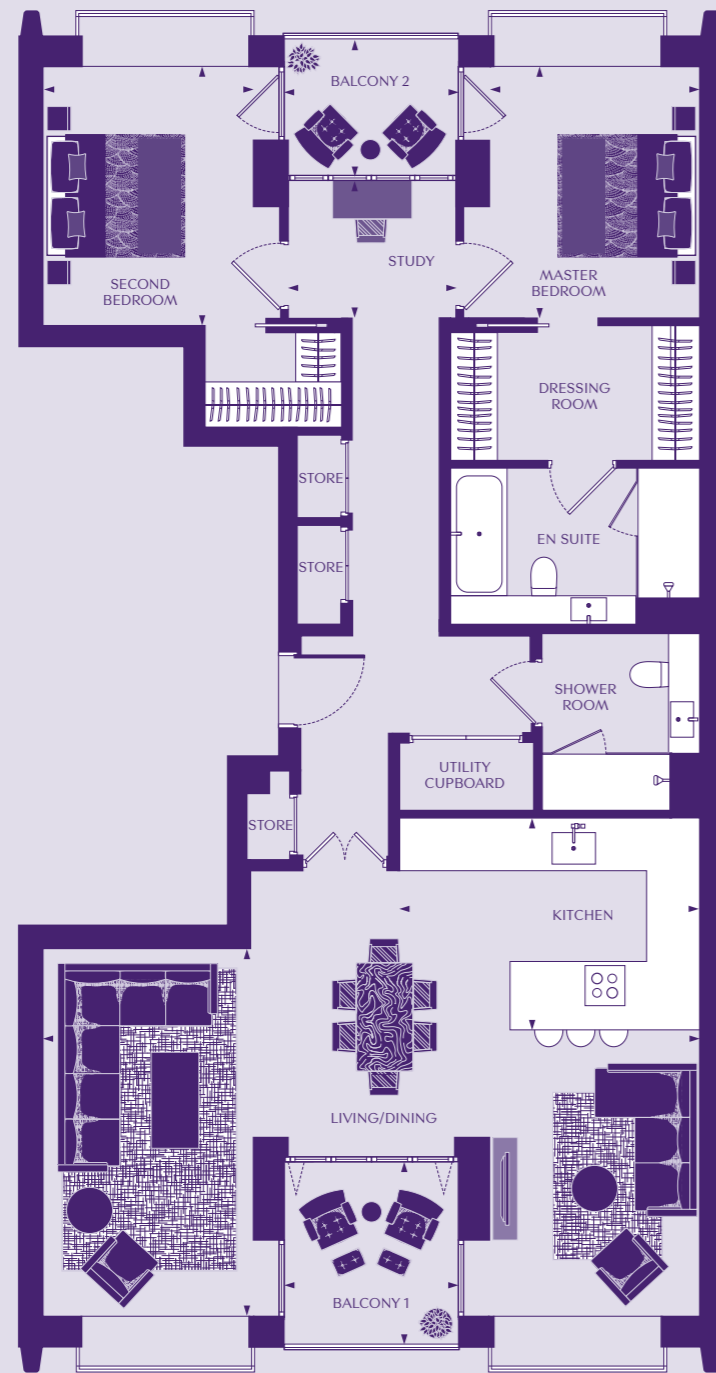 BALCONY 2
STUDY
SECOND
BEDROOM
MASTER
BEDROOM
DRESSING
ROOM
STORE
EN SUITE
STORE
SHOWER
ROOM
UTILITY
CUPBOARD
STORE
KITCHEN
LIVING/DINING
BALCONY 1